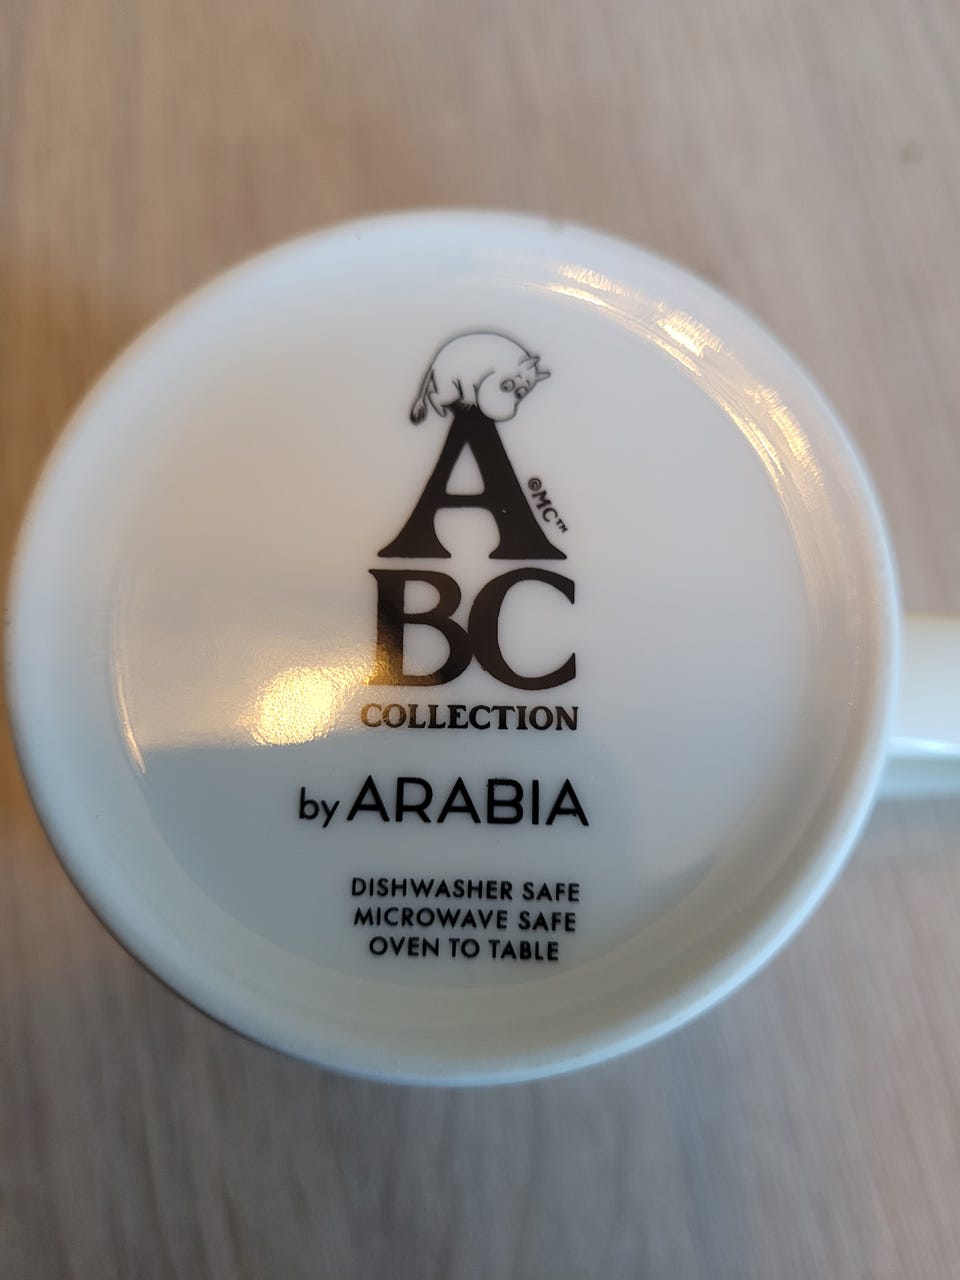 A
©MC™
BC
COLLECTION
by ARABIA
DISHWASHER SAFE
MICROWAVE SAFE
OVEN TO TABLE